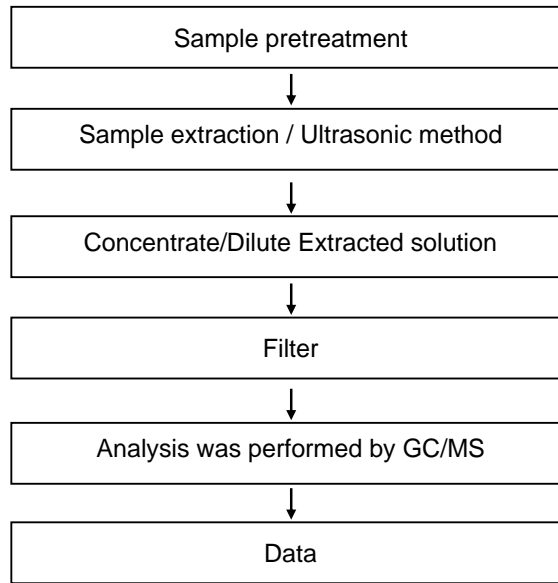 Sample pretreatment
Sample extraction / Ultrasonic method
Concentrate/Dilute Extracted solution
Filter
Analysis was performed by GC/MS
Data